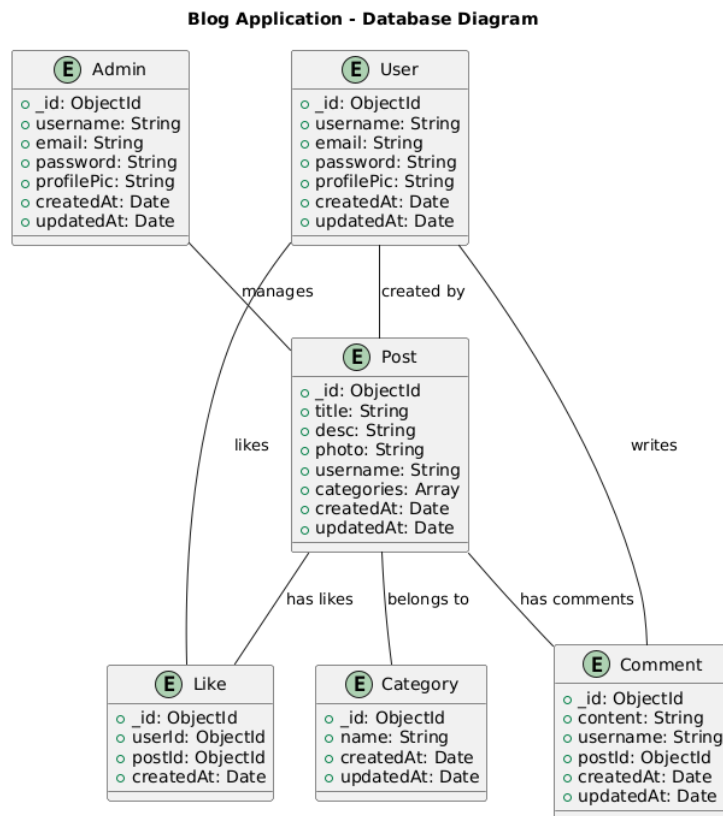 Blog Application - Database Diagram
E Admin
_id: ObjectId
username: String
email: String
password: String
profilePic: String
createdAt: Date
updatedAt: Date
E User
_id: ObjectId
username: String
email: String
password: String
profilePic: String
createdAt: Date
updatedAt: Date
manages
created by
E Post
_id: ObjectId
title: String
desc: String
photo: String
username: String
categories: Array
createdAt: Date
updatedAt: Date
likes
writes
has likes
belongs to
has comments
E Like
_id: ObjectId
userId: ObjectId
postId: ObjectId
createdAt: Date
E Category
_id: ObjectId
name: String
createdAt: Date
updatedAt: Date
E Comment
_id: ObjectId
content: String
username: String
postId: ObjectId
createdAt: Date
updatedAt: Date